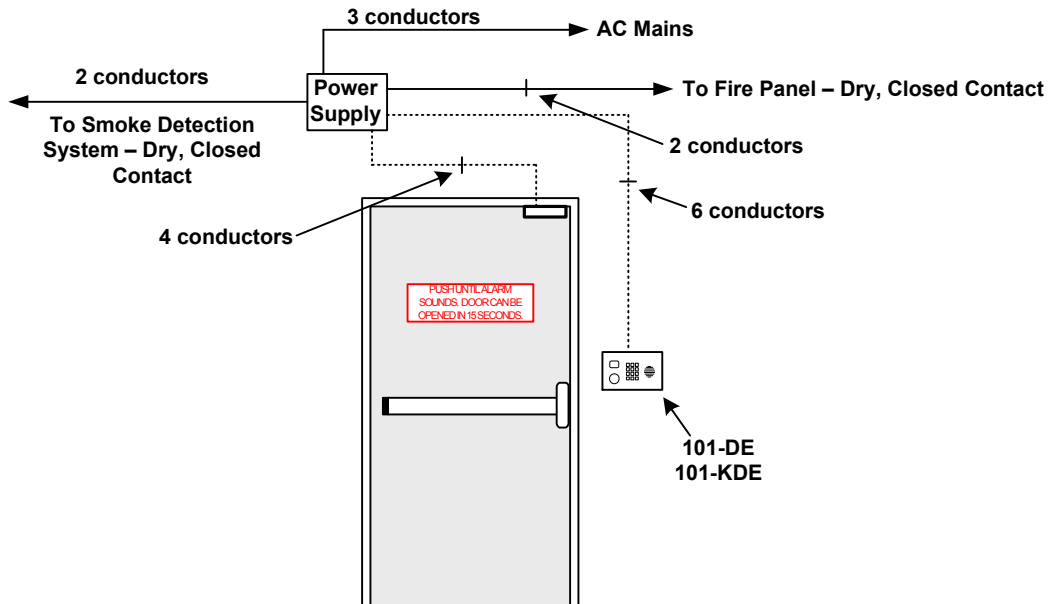 3 conductors
AC Mains
2 conductors
Power
Supply
To Fire Panel – Dry, Closed Contact
To Smoke Detection
System – Dry, Closed
Contact
2 conductors
6 conductors
4 conductors
PUSH UNTIL ALARM
SOUNDS. DOOR CAN BE
OPENED IN 15 SECONDS.
101-DE
101-KDE